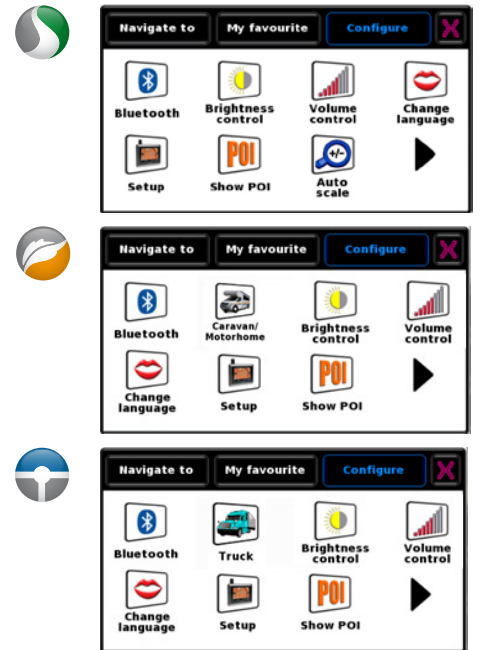 Navigate to My favourite Configure X
Bluetooth Brightness control Volume control Change language
Setup Show POI POI Auto scale +/-
Navigate to My favourite Configure X
Bluetooth Caravan/ Motorhome Brightness control Volume control
Change language Setup POI Show POI
Navigate to My favourite Configure X
Bluetooth Truck Brightness control Volume control
Change language Setup POI Show POI